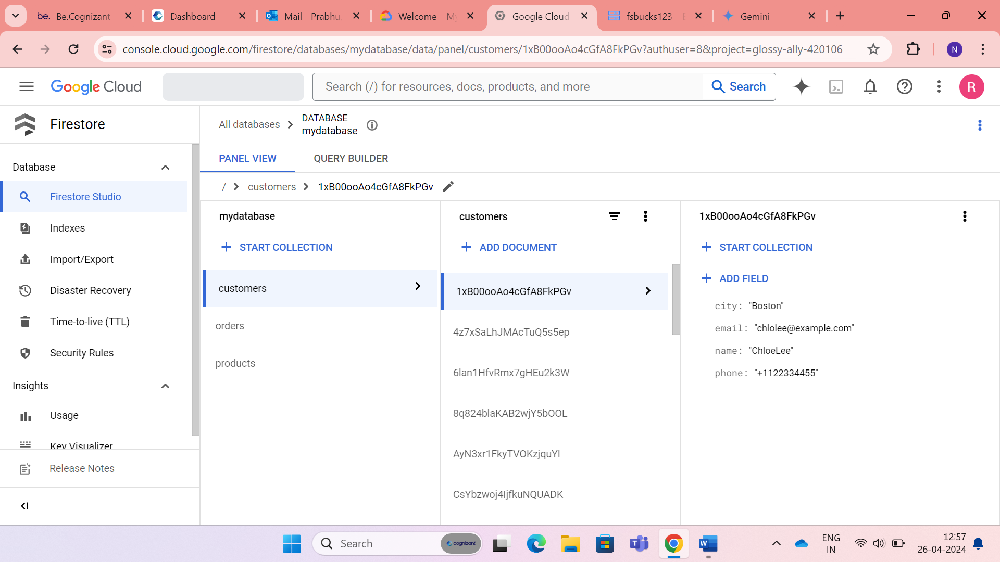 be. Be.Cognizant
Dashboard
Mail - Prabhu,
Welcome – M
Google Cloud
fsbucks123 –
Gemini
console.cloud.google.com/firestore/databases/mydatabase/data/panel/customers/1xB00ooAo4cGfA8FkPGv?authuser=8&project=glossy-ally-420106
N
Google Cloud
Search (/) for resources, docs, products, and more
Search
R
Firestore
All databases
DATABASE
mydatabase
PANEL VIEW
QUERY BUILDER
/ customers 1xB00ooAo4cGfA8FkPGv
Database
Firestore Studio
Indexes
Import/Export
Disaster Recovery
Time-to-live (TTL)
Security Rules
Insights
Usage
Key Visualizer
Release Notes
mydatabase
START COLLECTION
customers
orders
products
customers
ADD DOCUMENT
1xB00ooAo4cGfA8FkPGv
4z7xSaLhJMAcTuQ5s5ep
6lan1HfvRmx7gHEu2k3W
8q824blaKAB2wjY5bOOL
AyN3xr1FkyTVOKzjquYl
CsYbzwoj4IjfkuNQUADK
1xB00ooAo4cGfA8FkPGv
START COLLECTION
ADD FIELD
city: "Boston"
email: "chlolee@example.com"
name: "ChloeLee"
phone: "+1122334455"
Search
cognizant
ENG
IN
12:57
26-04-2024